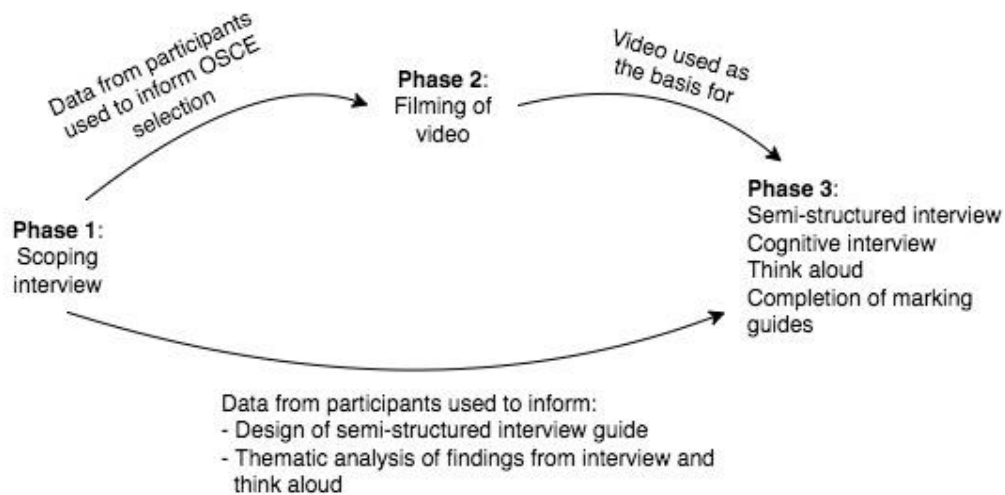 Data from participants
used to inform OSCE
selection
Phase 2:
Filming of
video
Video used as
the basis for
Phase 1:
Scoping
interview
Phase 3:
Semi-structured interview
Cognitive interview
Think aloud
Completion of marking
guides
Data from participants used to inform:
- Design of semi-structured interview guide
- Thematic analysis of findings from interview and
think aloud